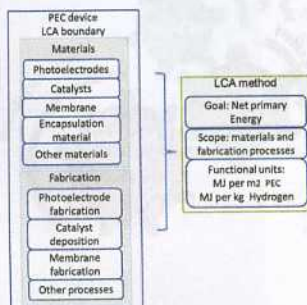 PEC device
LCA boundary
Materials
Photoelectrodes
Catalysts
Membrane
Encapsulation
material
Other materials
Fabrication
Photoelectrode
fabrication
Catalyst
deposition
Membrane
fabrication
Other processes
LCA method
Goal: Net primary
Energy
Scope: materials and
fabrication processes
Functional units:
MJ per m2 PEC
MJ per kg Hydrogen